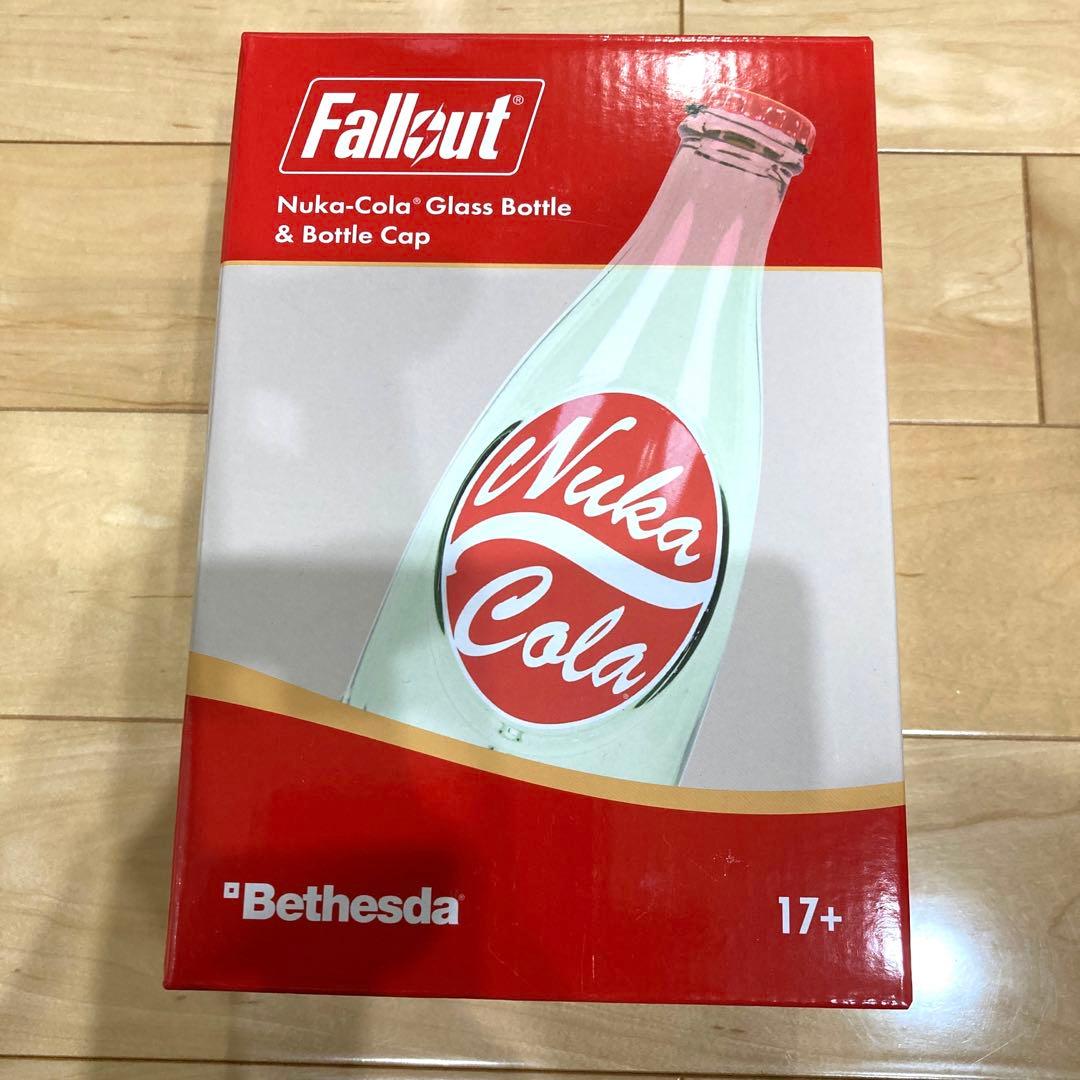 Fallout®
Nuka-Cola® Glass Bottle
& Bottle Cap
Nuka
Cola®
Bethesda®
17+